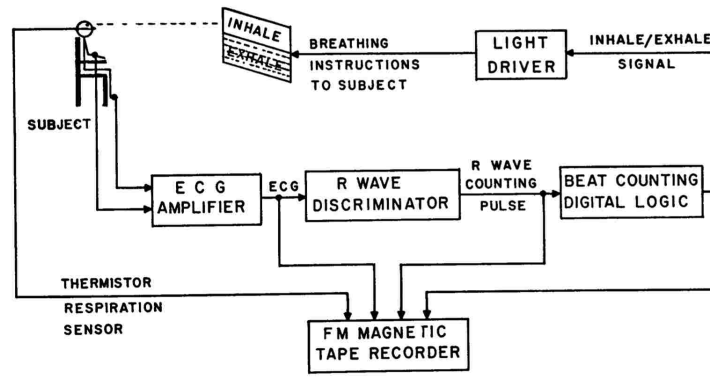 INHALE
EXHALE
BREATHING
INSTRUCTIONS
TO SUBJECT
LIGHT
DRIVER
INHALE/EXHALE
SIGNAL
SUBJECT
ECG
AMPLIFIER
ECG
R WAVE
DISCRIMINATOR
R WAVE
COUNTING
PULSE
BEAT COUNTING
DIGITAL LOGIC
THERMISTOR
RESPIRATION
SENSOR
FM MAGNETIC
TAPE RECORDER